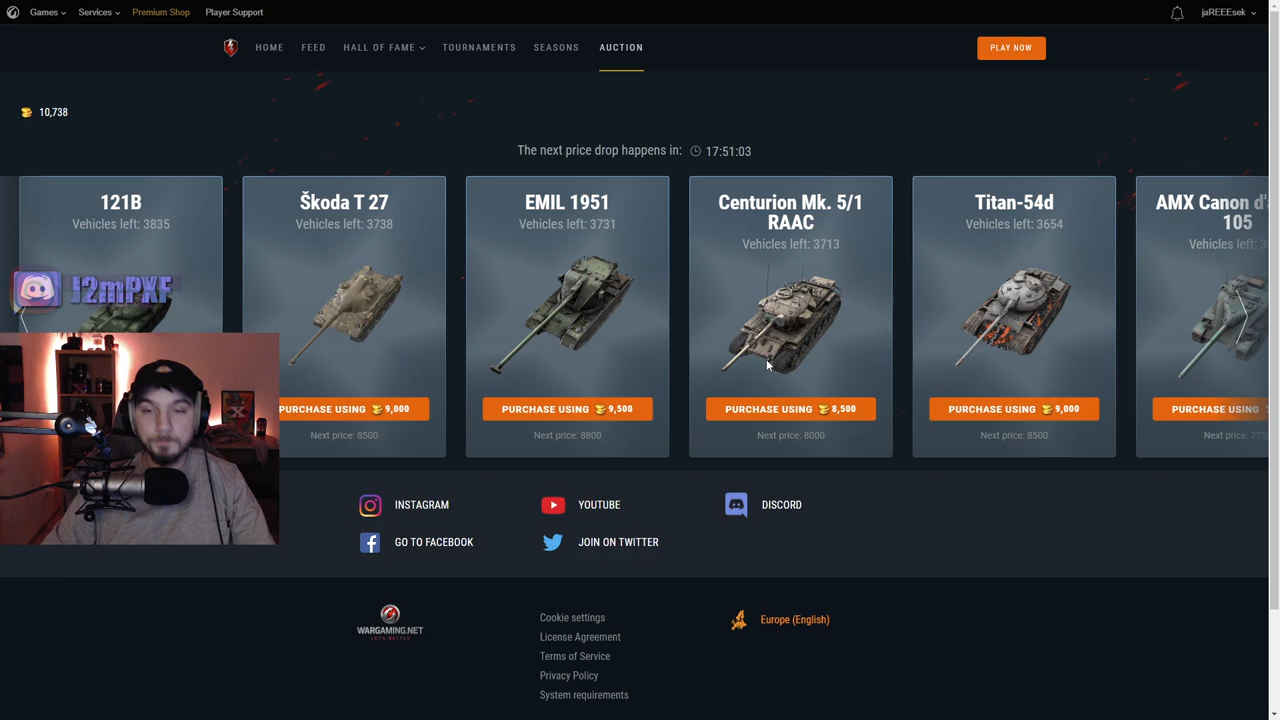 Games
Services
Premium Shop
Player Support
jaREEEsek
HOME
FEED
HALL OF FAME
TOURNAMENTS
SEASONS
AUCTION
PLAY NOW
10,738
The next price drop happens in: 17:51:03
121B
Vehicles left: 3835
J2mPXF
Škoda T 27
Vehicles left: 3738
PURCHASE USING 9,000
Next price: 8500
EMIL 1951
Vehicles left: 3731
PURCHASE USING 9,500
Next price: 8800
Centurion Mk. 5/1
RAAC
Vehicles left: 3713
PURCHASE USING 8,500
Next price: 8000
Titan-54d
Vehicles left: 3654
PURCHASE USING 9,000
Next price: 8500
AMX Canon d'
105
Vehicles left:
PURCHASE USING
Next price:
INSTAGRAM
YOUTUBE
DISCORD
GO TO FACEBOOK
JOIN ON TWITTER
WARGAMING.NET
LET'S BATTLE
Cookie settings
License Agreement
Terms of Service
Privacy Policy
System requirements
Europe (English)